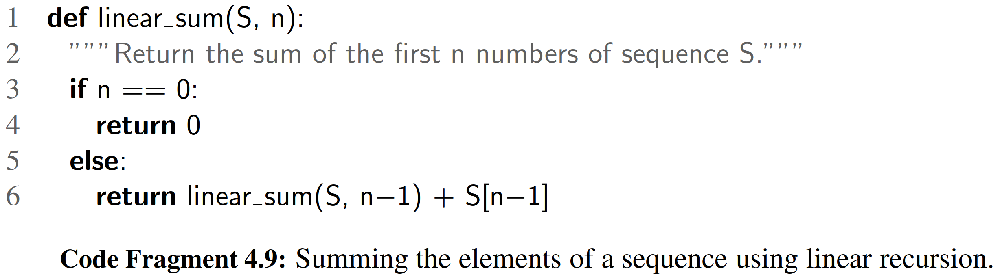 1 def linear_sum(S, n):
2 """Return the sum of the first n numbers of sequence S."""
3 if n == 0:
4 return 0
5 else:
6 return linear_sum(S, n−1) + S[n−1]
Code Fragment 4.9: Summing the elements of a sequence using linear recursion.